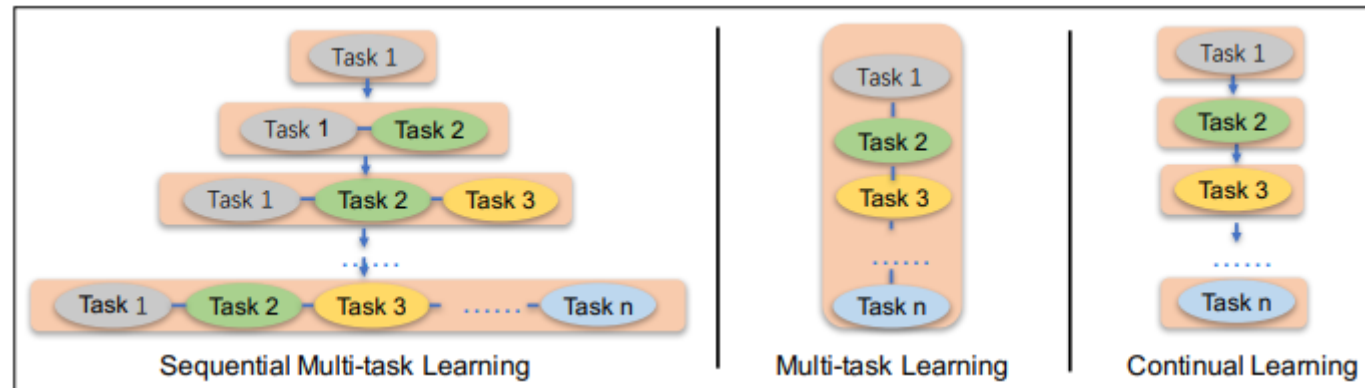 Task 1
Task 1 Task 2
Task 1 Task 2 Task 3
......
Task 1 Task 2 Task 3 ...... Task n
Sequential Multi-task Learning
Task 1
Task 2
Task 3
......
Task n
Multi-task Learning
Task 1
Task 2
Task 3
......
Task n
Continual Learning